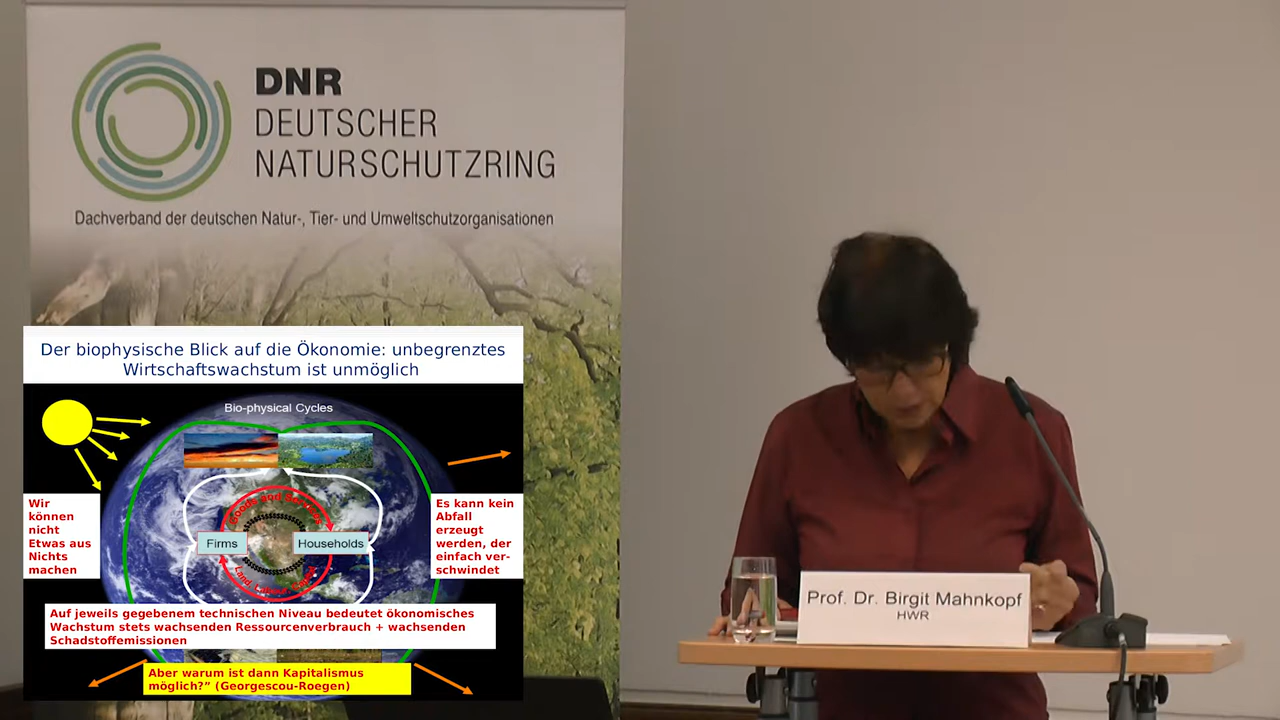 DNR
DEUTSCHER
NATURSCHUTZRING
Dachverband der deutschen Natur-, Tier- und Umweltschutzorganisationen
Der biophysische Blick auf die Ökonomie: unbegrenztes
Wirtschaftswachstum ist unmöglich
Bio-physical Cycles
Wir
können
nicht
Etwas aus
Nichts
machen
Goods and Services
Firms
Households
Es kann kein
Abfall
erzeugt
werden, der
einfach ver-
schwindet
Auf jeweils gegebenem technischen Niveau bedeutet ökonomisches
Wachstum stets wachsenden Ressourcenverbrauch + wachsenden
Schadstoffemissionen
Aber warum ist dann Kapitalismus
möglich?” (Georgescou-Roegen)
Prof. Dr. Birgit Mahnkopf
HWR